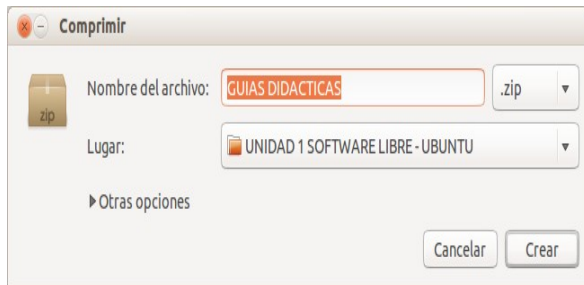 Comprimir
zip
Nombre del archivo: GUIAS DIDACTICAS .zip
Lugar: UNIDAD 1 SOFTWARE LIBRE - UBUNTU
Otras opciones
Cancelar Crear